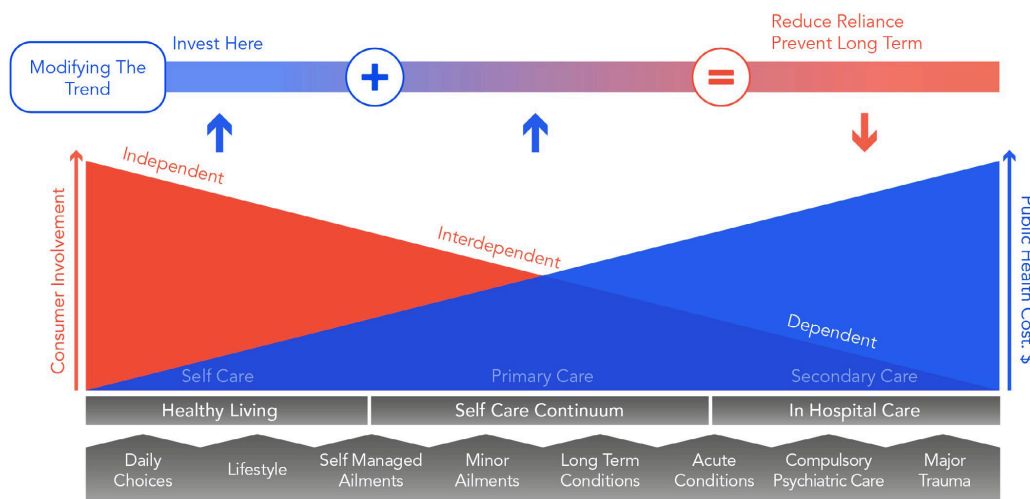 Modifying The
Trend
Invest Here
+
=
Reduce Reliance
Prevent Long Term
Consumer Involvement
Independent
Interdependent
Dependent
Public Health Cost. $
Self Care
Primary Care
Secondary Care
Healthy Living
Self Care Continuum
In Hospital Care
Daily
Choices
Lifestyle
Self Managed
Ailments
Minor
Ailments
Long Term
Conditions
Acute
Conditions
Compulsory
Psychiatric Care
Major
Trauma